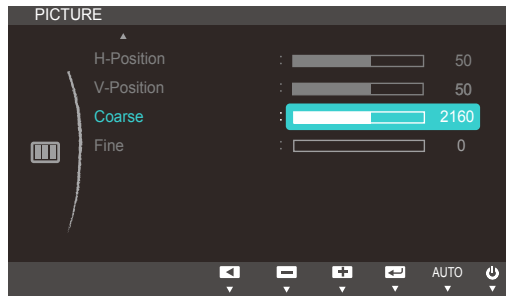 PICTURE
H-Position : 50
V-Position : 50
Coarse : 2160
Fine : 0
AUTO